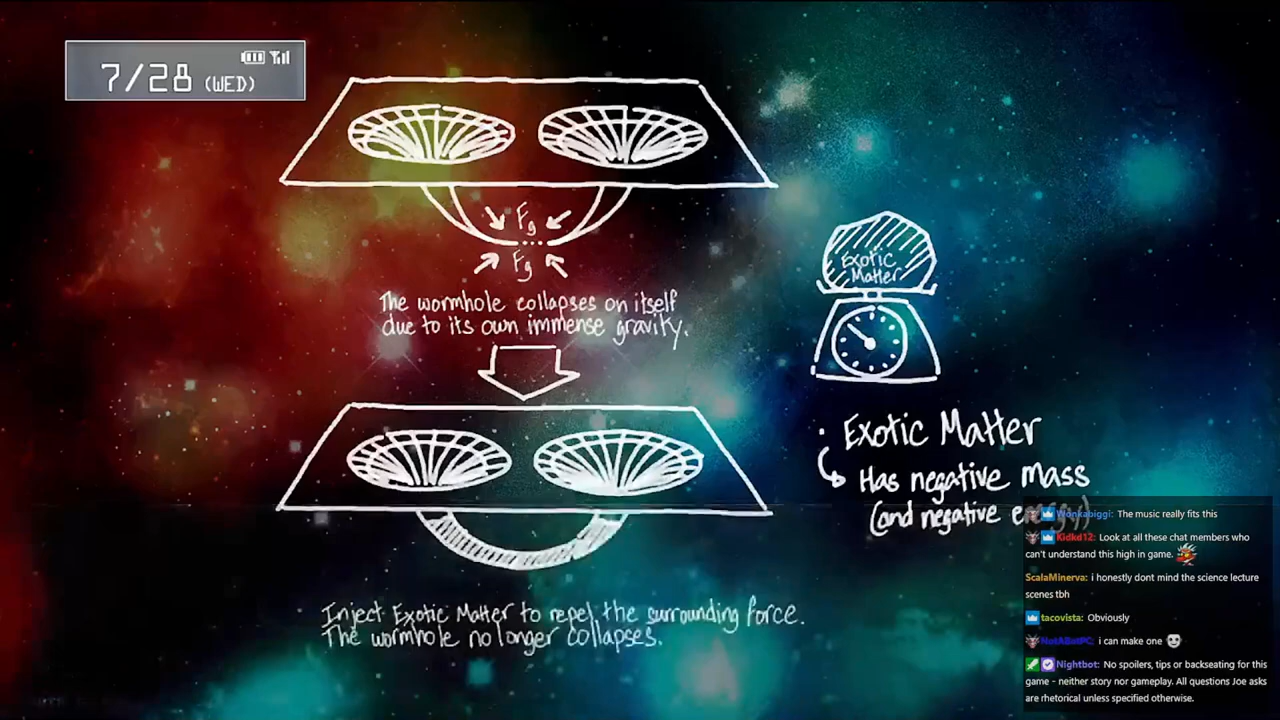 7/28 (WED)
Fg
Fg
The wormhole collapses on itself
due to its own immense gravity.
Inject Exotic Matter to repel the surrounding force.
The wormhole no longer collapses.
Exotic
Matter
Exotic Matter
Has negative mass
(and negative
Wonkabiggi: The music really fits this
Kidkd12: Look at all these chat members who
can't understand this high in game.
ScalaMinerva: i honestly dont mind the science lecture
scenes tbh
tacovista: Obviously
NotABatPC: i can make one
Nightbot: No spoilers, tips or backseating for this
game - neither story nor gameplay. All questions Joe asks
are rhetorical unless specified otherwise.